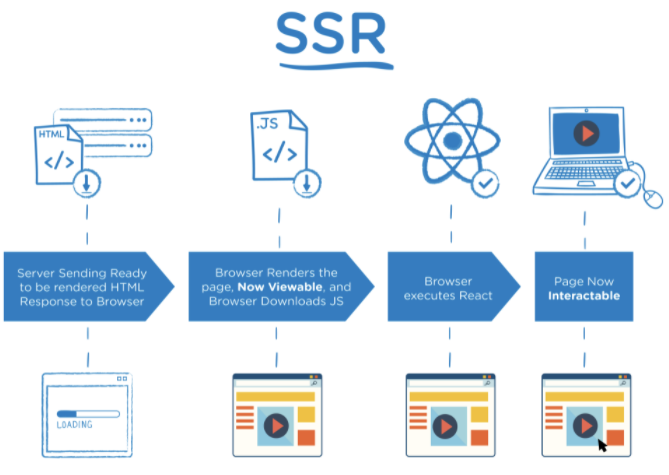 SSR
HTML
</>
.JS
</>
Server Sending Ready
to be rendered HTML
Response to Browser
Browser Renders the
page, Now Viewable, and
Browser Downloads JS
Browser
executes React
Page Now
Interactable
LOADING